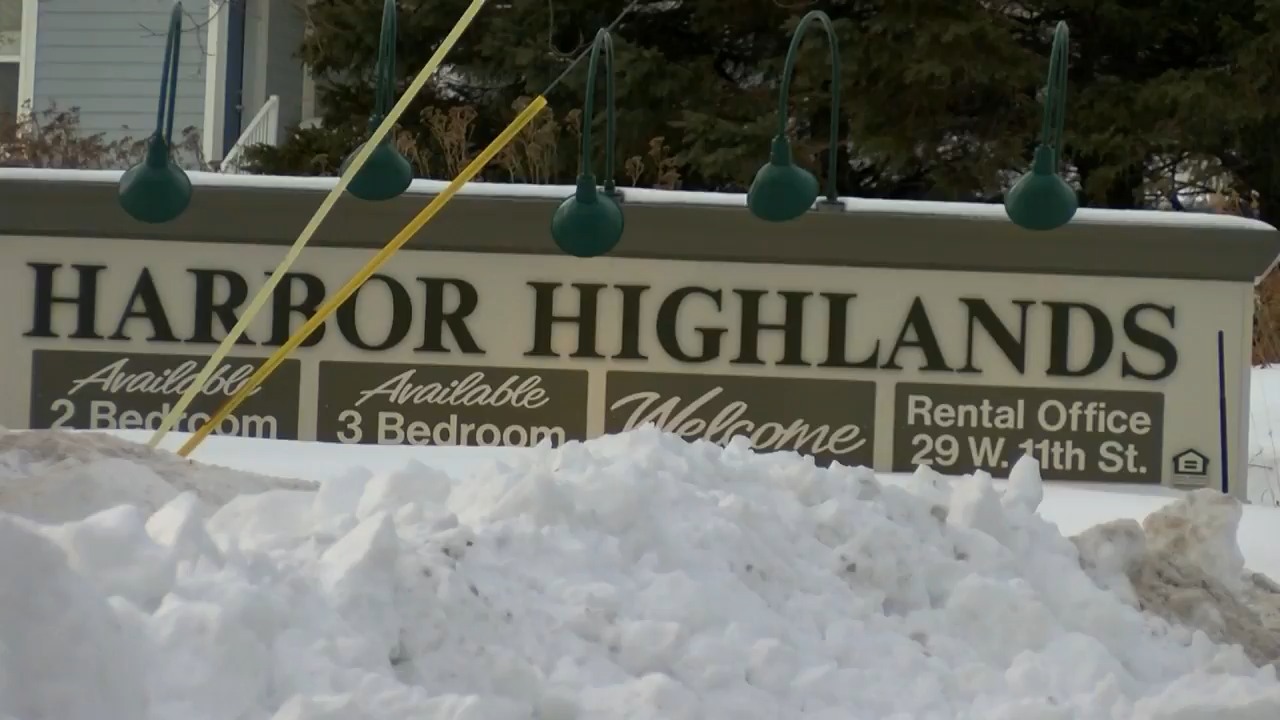 HARBOR HIGHLANDS
Available
2 Bedroom
Available
3 Bedroom
Welcome
Rental Office
29 W. 11th St.